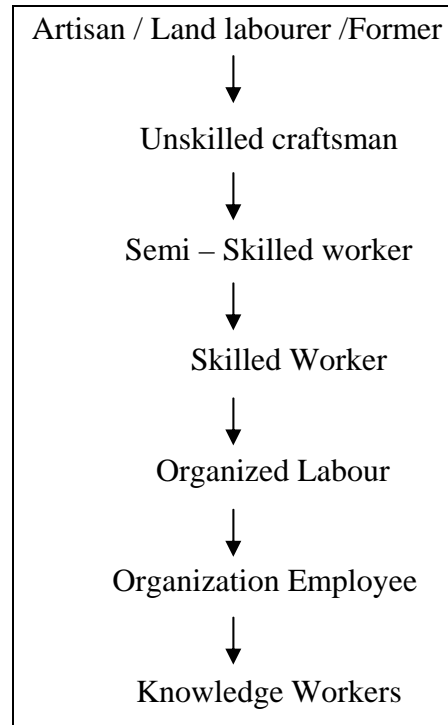 Artisan / Land labourer /Former
Unskilled craftsman
Semi – Skilled worker
Skilled Worker
Organized Labour
Organization Employee
Knowledge Workers